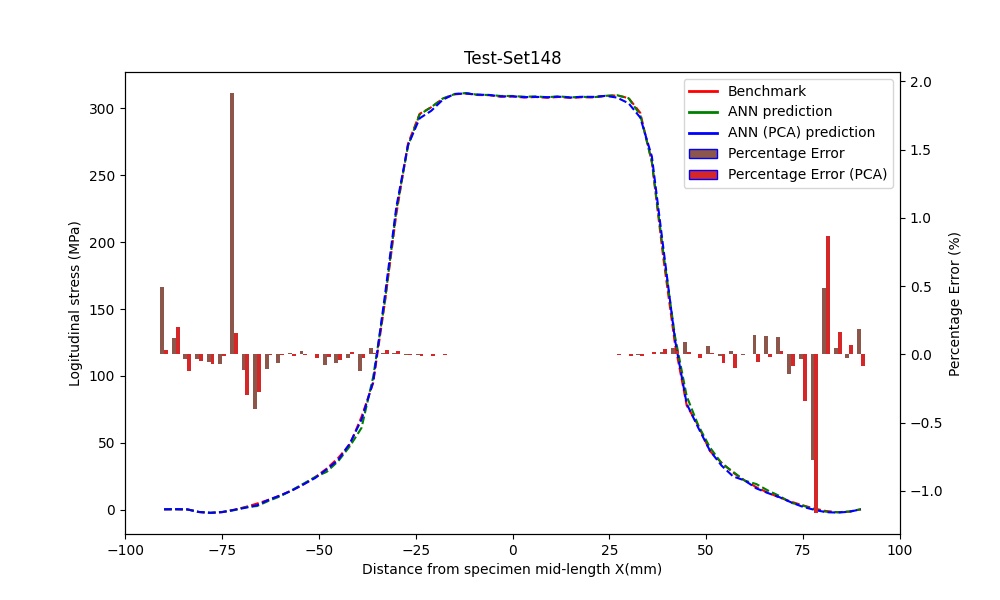 Test-Set148
Benchmark
ANN prediction
ANN (PCA) prediction
Percentage Error
Percentage Error (PCA)
Logitudinal stress (MPa)
300
250
200
150
100
50
0
2.0
1.5
1.0
0.5
0.0
−0.5
−1.0
Percentage Error (%)
−100 −75 −50 −25 0 25 50 75 100
Distance from specimen mid-length X(mm)